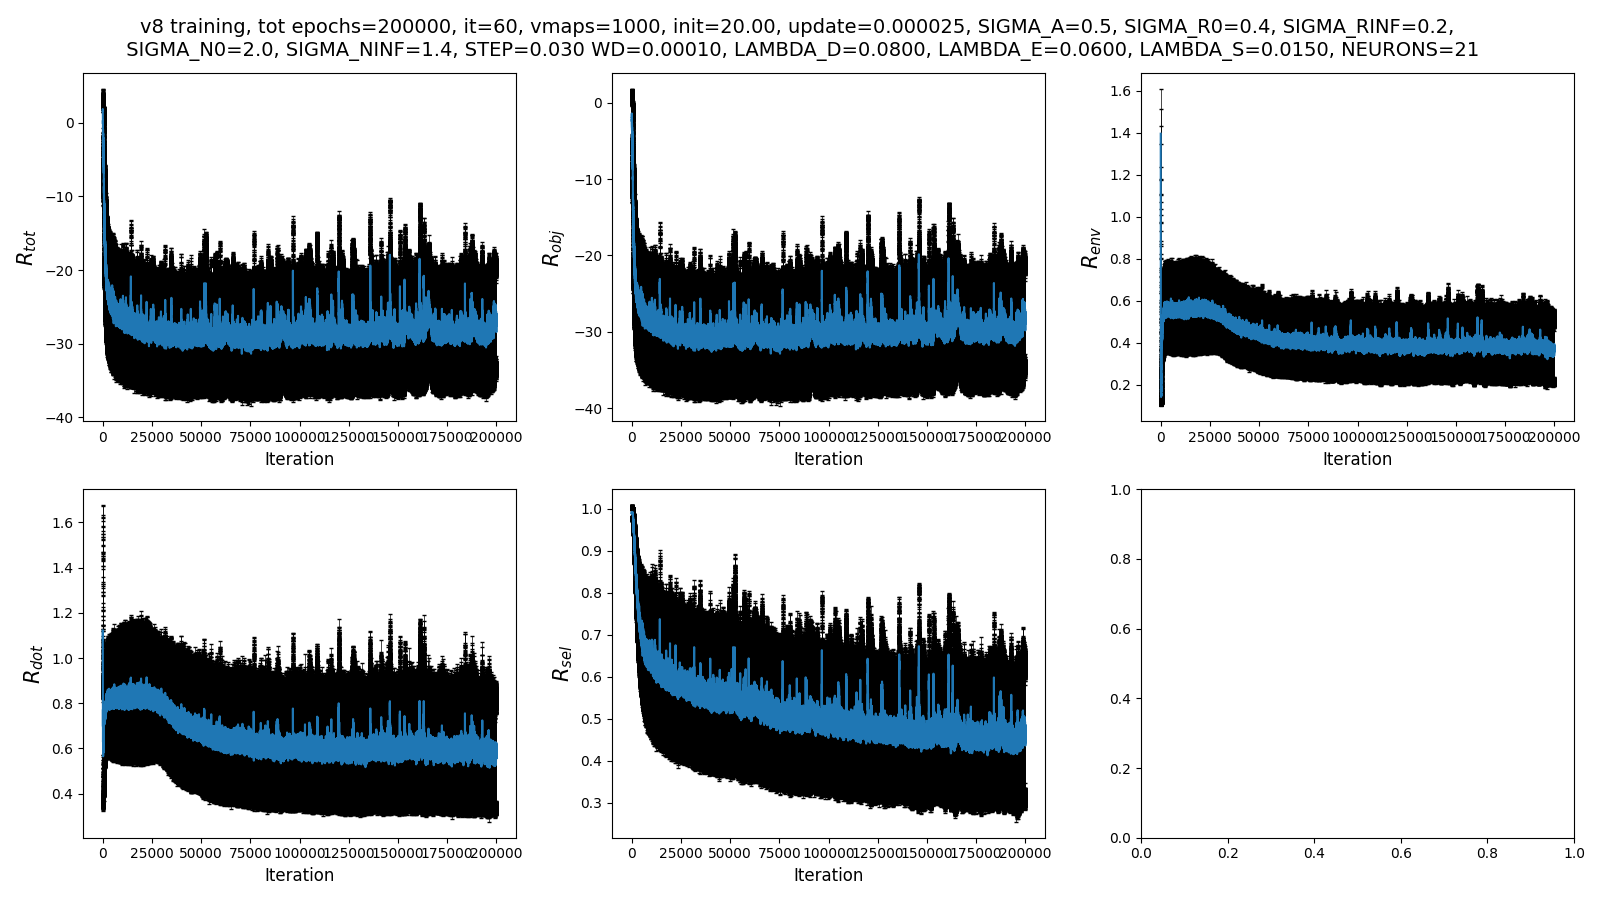 v8 training, tot epochs=200000, it=60, vmaps=1000, init=20.00, update=0.000025, SIGMA_A=0.5, SIGMA_R0=0.4, SIGMA_RINF=0.2,
SIGMA_N0=2.0, SIGMA_NINF=1.4, STEP=0.030 WD=0.00010, LAMBDA_D=0.0800, LAMBDA_E=0.0600, LAMBDA_S=0.0150, NEURONS=21
R_tot
0
−10
−20
−30
−40
0 25000 50000 75000 100000 125000 150000 175000 200000
Iteration
R_obj
0
−10
−20
−30
−40
0 25000 50000 75000 100000 125000 150000 175000 200000
Iteration
R_env
1.6
1.4
1.2
1.0
0.8
0.6
0.4
0.2
0 25000 50000 75000 100000 125000 150000 175000 200000
Iteration
R_dot
1.6
1.4
1.2
1.0
0.8
0.6
0.4
0 25000 50000 75000 100000 125000 150000 175000 200000
Iteration
R_sel
1.0
0.9
0.8
0.7
0.6
0.5
0.4
0.3
0 25000 50000 75000 100000 125000 150000 175000 200000
Iteration
1.0
0.8
0.6
0.4
0.2
0.0
0.0 0.2 0.4 0.6 0.8 1.0